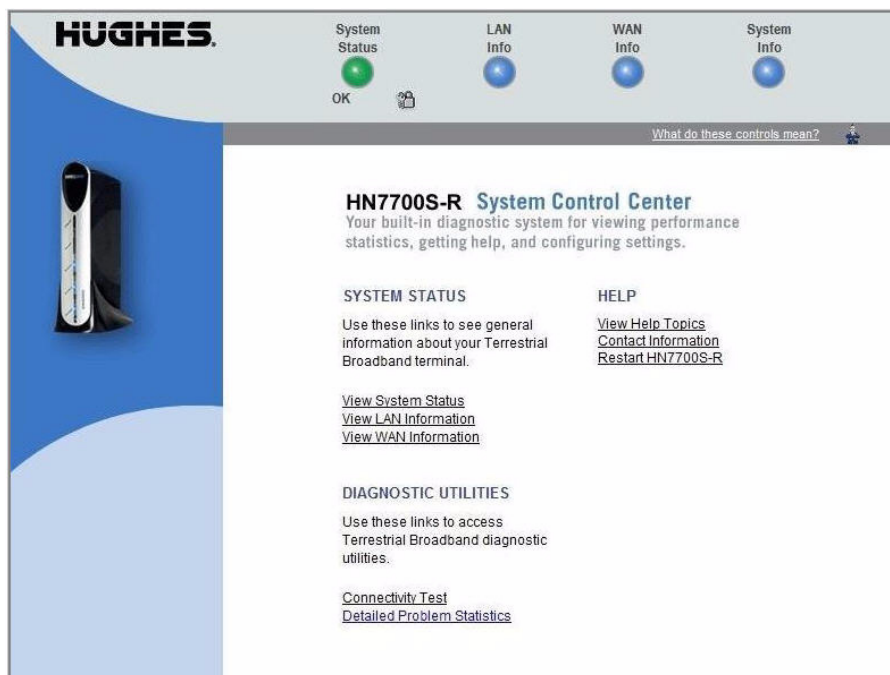 HUGHES.
System
Status
OK
LAN
Info
WAN
Info
System
Info
What do these controls mean?
HN7700S-R System Control Center
Your built-in diagnostic system for viewing performance
statistics, getting help, and configuring settings.
SYSTEM STATUS
Use these links to see general
information about your Terrestrial
Broadband terminal.
View System Status
View LAN Information
View WAN Information
HELP
View Help Topics
Contact Information
Restart HN7700S-R
DIAGNOSTIC UTILITIES
Use these links to access
Terrestrial Broadband diagnostic
utilities.
Connectivity Test
Detailed Problem Statistics